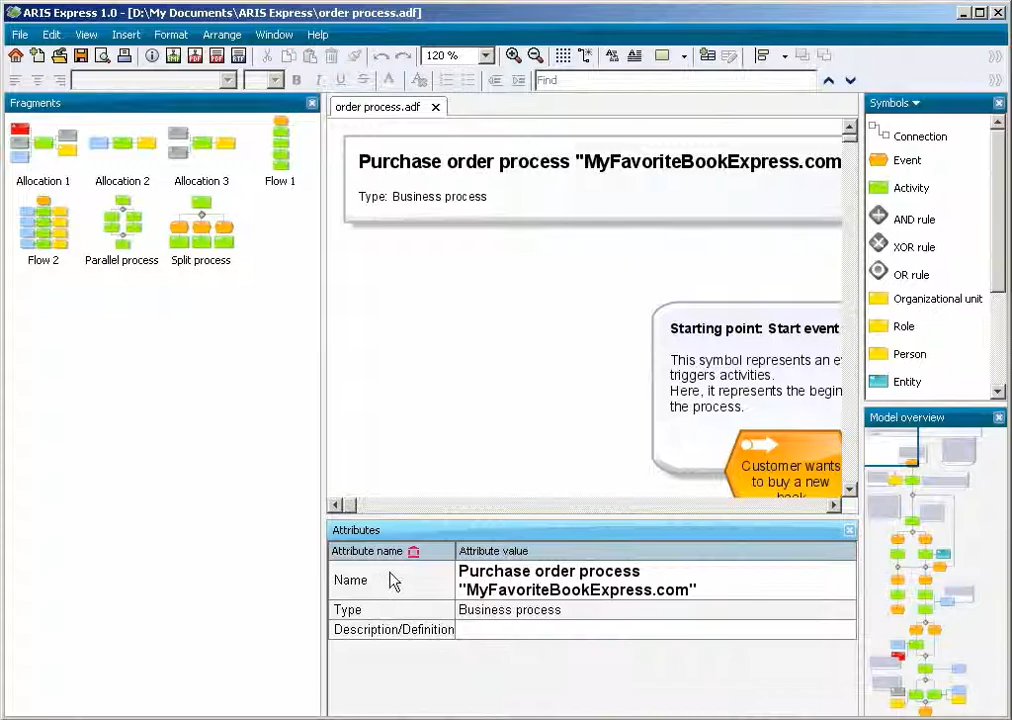 ARIS Express 1.0 - [D:\My Documents\ARIS Express\order process.adf]
File Edit View Insert Format Arrange Window Help
120 %
Find
Fragments
Allocation 1 Allocation 2 Allocation 3 Flow 1
Flow 2 Parallel process Split process
order process.adf
Purchase order process "MyFavoriteBookExpress.com
Type: Business process
Starting point: Start event
This symbol represents an e
triggers activities.
Here, it represents the begin
the process.
Customer wants
to buy a new
book
Attributes
Attribute name Attribute value
Name Purchase order process
"MyFavoriteBookExpress.com"
Type Business process
Description/Definition
Symbols
Connection
Event
Activity
AND rule
XOR rule
OR rule
Organizational unit
Role
Person
Entity
Model overview